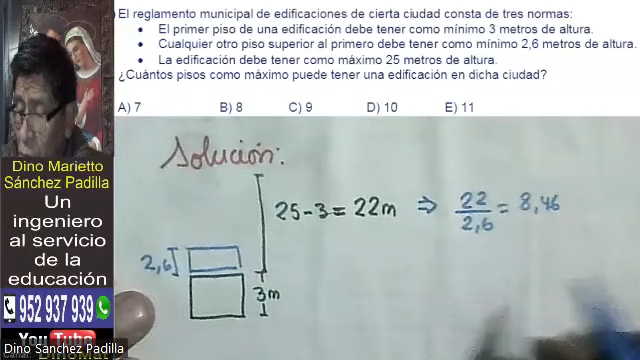 El reglamento municipal de edificaciones de cierta ciudad consta de tres normas:
• El primer piso de una edificación debe tener como mínimo 3 metros de altura.
• Cualquier otro piso superior al primero debe tener como mínimo 2,6 metros de altura.
• La edificación debe tener como máximo 25 metros de altura.
¿Cuántos pisos como máximo puede tener una edificación en dicha ciudad?
A) 7 B) 8 C) 9 D) 10 E) 11
Solución:
25-3=22m ⇒ 22/2,6 = 8,46
2,6
3m
Dino Marietto
Sánchez Padilla
Un
ingeniero
al servicio
de la
educación
952 937 939
You Tube
Dino Sánchez Padilla